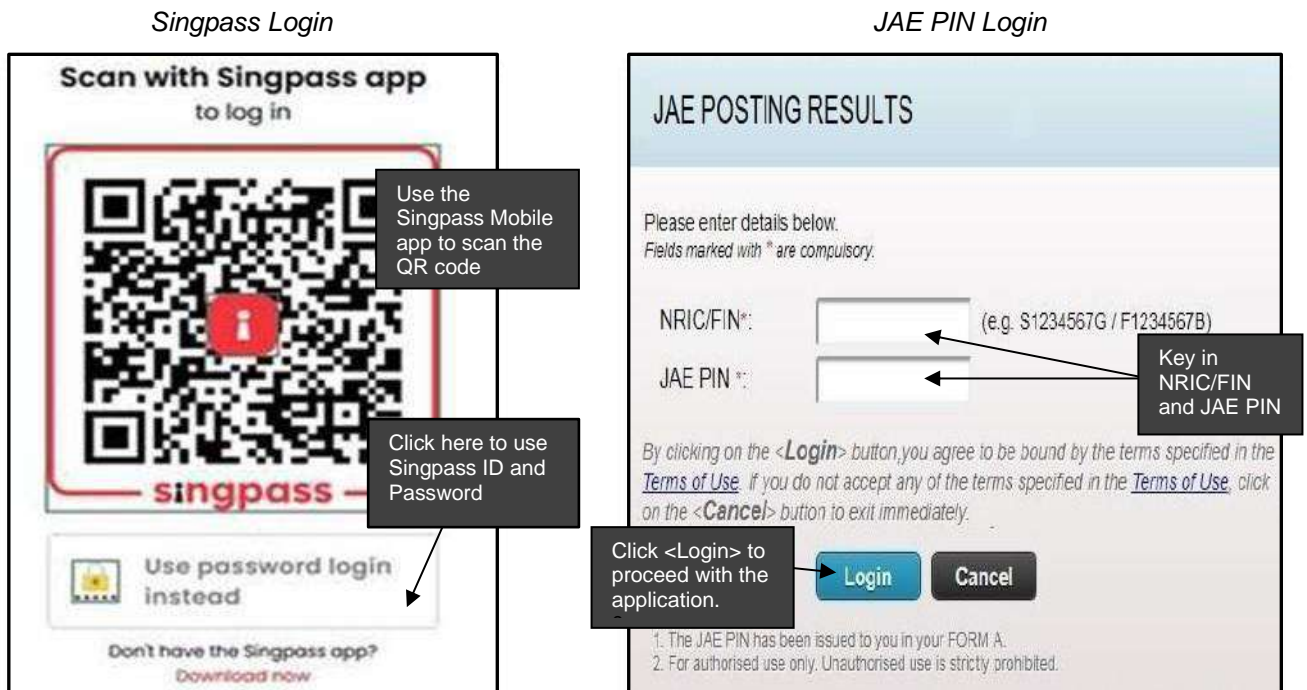 Singpass Login
Scan with Singpass app
to log in
Use the
Singpass Mobile
app to scan the
QR code
singpass
Click here to use
Singpass ID and
Password
Use password login
instead
Don't have the Singpass app?
Download now
JAE PIN Login
JAE POSTING RESULTS
Please enter details below.
Fields marked with * are compulsory.
NRIC/FIN*:
(e.g. S1234567G / F1234567B)
JAE PIN *:
Key in
NRIC/FIN
and JAE PIN
By clicking on the <Login> button,you agree to be bound by the terms specified in the
Terms of Use. If you do not accept any of the terms specified in the Terms of Use, click
on the <Cancel> button to exit immediately.
Click <Login> to
proceed with the
application.
Login
Cancel
1. The JAE PIN has been issued to you in your FORM A.
2. For authorised use only. Unauthorised use is strictly prohibited.